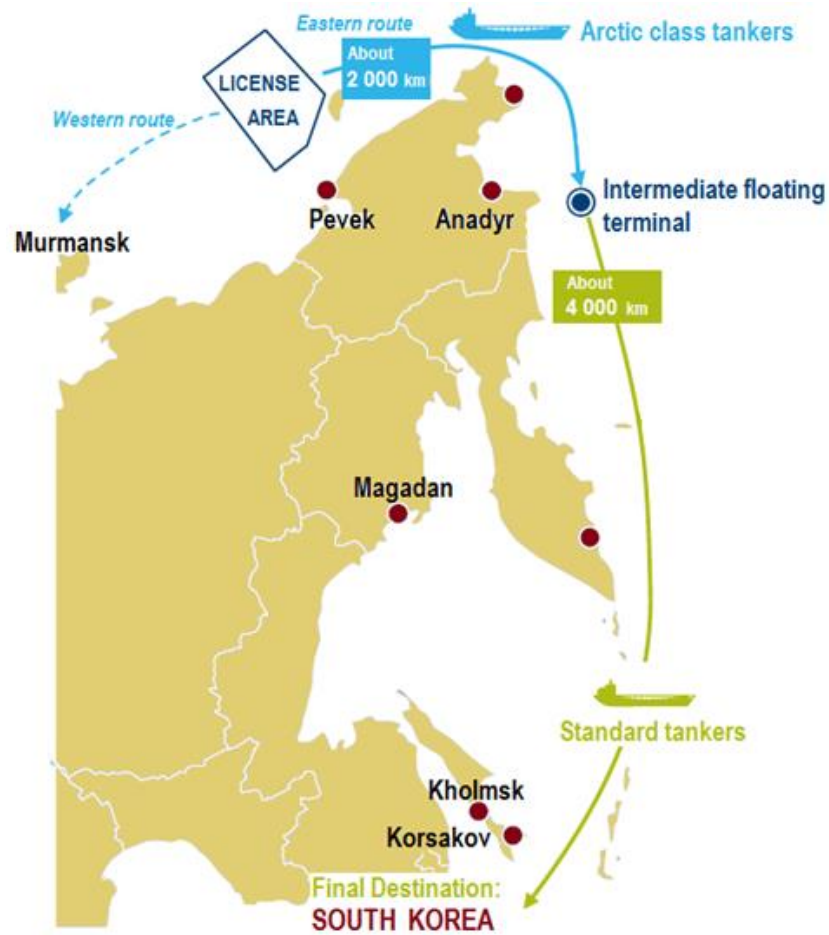 Eastern route
About
2 000 km
Arctic class tankers
LICENSE
AREA
Western route
Pevek
Anadyr
Intermediate floating
terminal
Murmansk
About
4 000 km
Magadan
Standard tankers
Kholmsk
Korsakov
Final Destination:
SOUTH KOREA